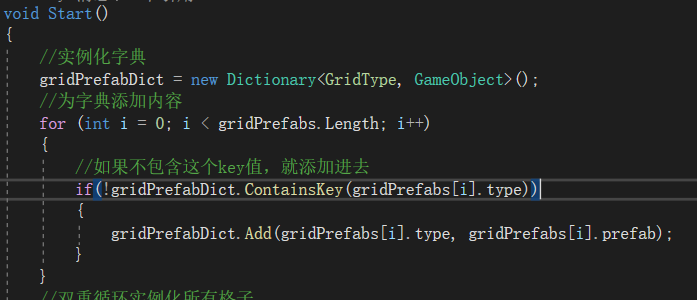 void Start()
{
//实例化字典
gridPrefabDict = new Dictionary<GridType, GameObject>();
//为字典添加内容
for (int i = 0; i < gridPrefabs.Length; i++)
{
//如果不包含这个key值，就添加进去
if(!gridPrefabDict.ContainsKey(gridPrefabs[i].type))
{
gridPrefabDict.Add(gridPrefabs[i].type, gridPrefabs[i].prefab);
}
}
//双重循环实例化所有格子